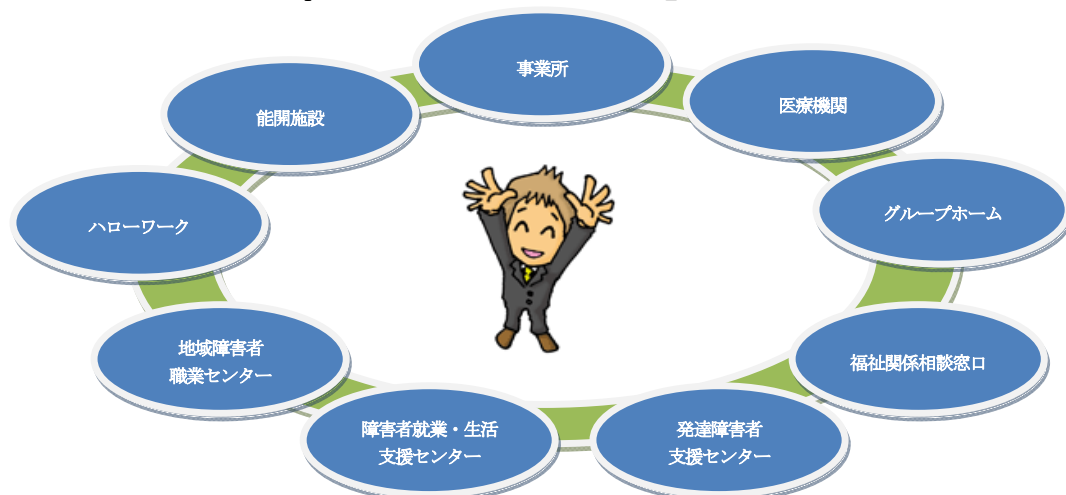 事業所
医療機関
能開施設
グループホーム
ハローワーク
地域障害者
職業センター
福祉関係相談窓口
障害者就業・生活
支援センター
発達障害者
支援センター